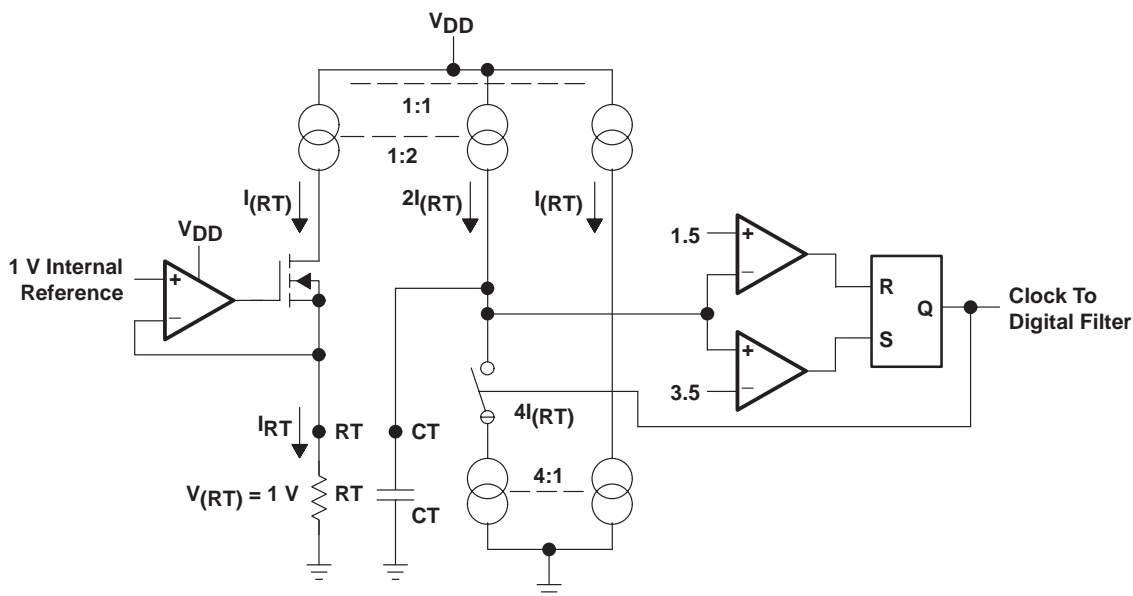 VDD
1:1
1:2
I(RT)
2I(RT)
I(RT)
VDD
1 V Internal
Reference
+
–
1.5
+
–
R
Q
S
Clock To
Digital Filter
+
3.5
–
4I(RT)
IRT
RT
CT
4:1
V(RT) = 1 V
RT
CT